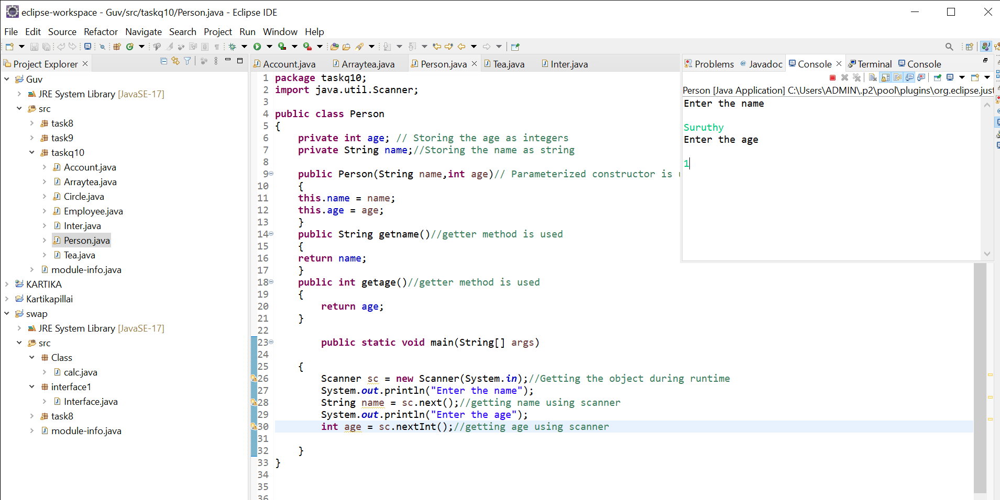 eclipse-workspace - Guv/src/taskq10/Person.java - Eclipse IDE
File Edit Source Refactor Navigate Search Project Run Window Help
Project Explorer
Guv
JRE System Library [JavaSE-17]
src
task8
task9
taskq10
Account.java
Arraytea.java
Circle.java
Employee.java
Inter.java
Person.java
Tea.java
module-info.java
KARTIKA
Kartikapillai
swap
JRE System Library [JavaSE-17]
src
Class
calc.java
interface1
Interface.java
task8
module-info.java
Account.java Arraytea.java Person.java Tea.java Inter.java
1 package taskq10;
2 import java.util.Scanner;
3
4 public class Person
5 {
6 private int age; // Storing the age as integers
7 private String name;//Storing the name as string
8
9 public Person(String name,int age)// Parameterized constructor is
10 {
11 this.name = name;
12 this.age = age;
13 }
14 public String getname()//getter method is used
15 {
16 return name;
17 }
18 public int getage()//getter method is used
19 {
20 return age;
21 }
22
23 public static void main(String[] args)
24
25 {
26 Scanner sc = new Scanner(System.in);//Getting the object during runtime
27 System.out.println("Enter the name");
28 String name = sc.next();//getting name using scanner
29 System.out.println("Enter the age");
30 int age = sc.nextInt();//getting age using scanner
31
32 }
33 }
34
35
36
Problems Javadoc Console Terminal Console
Person [Java Application] C:\Users\ADMIN\.p2\pool\plugins\org.eclipse.just
Enter the name
Suruthy
Enter the age
1